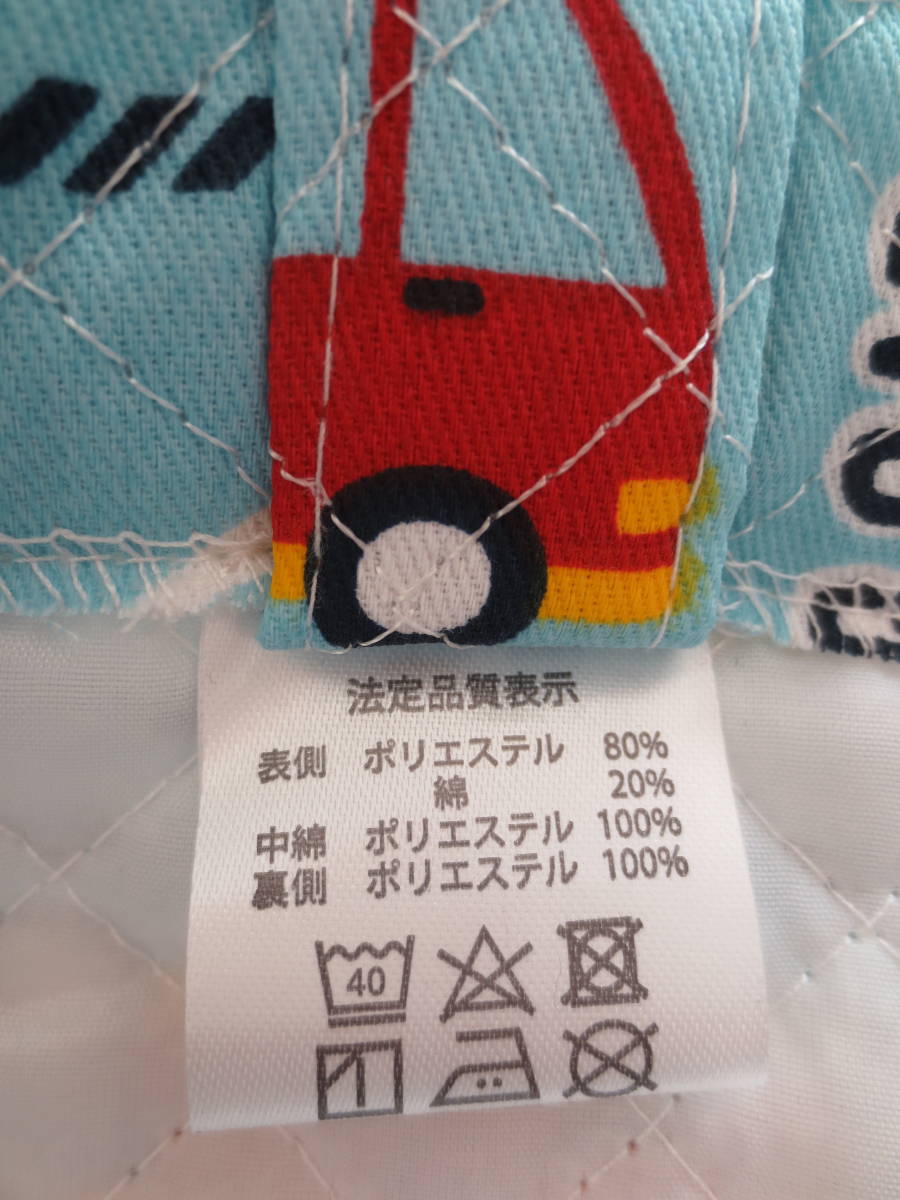 法定品質表示
表側 ポリエステル 80%
綿 20%
中綿 ポリエステル 100%
裏側 ポリエステル 100%
40